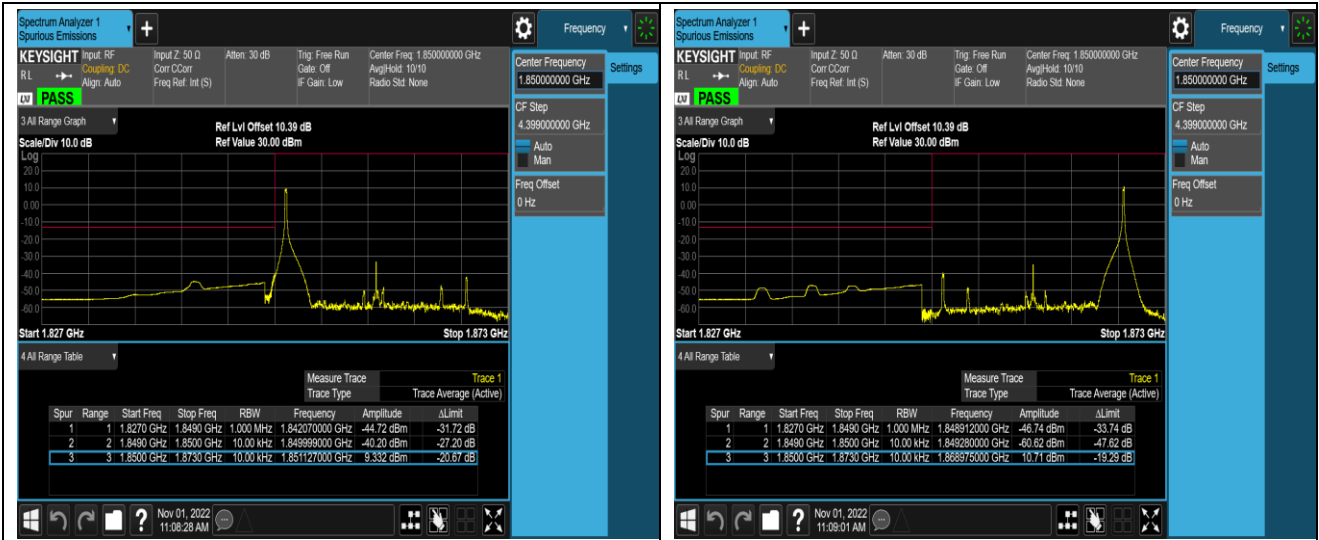 Spectrum Analyzer 1
Spurious Emissions
Frequency
KEYSIGHT Input: RF Input Z: 50 Ω Atten: 30 dB Trig: Free Run Center Freq: 1.850000000 GHz
RL Coupling: DC Corr CCorr Gate: Off Avg|Hold: 10/10
Align: Auto Freq Ref: Int (S) IF Gain: Low Radio Std: None
PASS
Center Frequency
1.850000000 GHz
Settings
CF Step
4.399000000 GHz
Auto
Man
Freq Offset
0 Hz
3 All Range Graph
Ref Lvl Offset 10.39 dB
Scale/Div 10.0 dB Ref Value 30.00 dBm
Log
20.0
10.0
0.00
-10.0
-20.0
-30.0
-40.0
-50.0
-60.0
Start 1.827 GHz Stop 1.873 GHz
4 All Range Table
Measure Trace Trace 1
Trace Type Trace Average (Active)
Spur Range Start Freq Stop Freq RBW Frequency Amplitude ΔLimit
1 1 1.8270 GHz 1.8490 GHz 1.000 MHz 1.842070000 GHz -44.72 dBm -31.72 dB
2 2 1.8490 GHz 1.8500 GHz 10.00 kHz 1.849999000 GHz -40.20 dBm -27.20 dB
3 3 1.8500 GHz 1.8730 GHz 10.00 kHz 1.851127000 GHz 9.332 dBm -20.67 dB
Nov 01, 2022
11:08:28 AM
Spectrum Analyzer 1
Spurious Emissions
Frequency
KEYSIGHT Input: RF Input Z: 50 Ω Atten: 30 dB Trig: Free Run Center Freq: 1.850000000 GHz
RL Coupling: DC Corr CCorr Gate: Off Avg|Hold: 10/10
Align: Auto Freq Ref: Int (S) IF Gain: Low Radio Std: None
PASS
Center Frequency
1.850000000 GHz
Settings
CF Step
4.399000000 GHz
Auto
Man
Freq Offset
0 Hz
3 All Range Graph
Ref Lvl Offset 10.39 dB
Scale/Div 10.0 dB Ref Value 30.00 dBm
Log
20.0
10.0
0.00
-10.0
-20.0
-30.0
-40.0
-50.0
-60.0
Start 1.827 GHz Stop 1.873 GHz
4 All Range Table
Measure Trace Trace 1
Trace Type Trace Average (Active)
Spur Range Start Freq Stop Freq RBW Frequency Amplitude ΔLimit
1 1 1.8270 GHz 1.8490 GHz 1.000 MHz 1.848912000 GHz -46.74 dBm -33.74 dB
2 2 1.8490 GHz 1.8500 GHz 10.00 kHz 1.849280000 GHz -60.62 dBm -47.62 dB
3 3 1.8500 GHz 1.8730 GHz 10.00 kHz 1.868975000 GHz 10.71 dBm -19.29 dB
Nov 01, 2022
11:09:01 AM